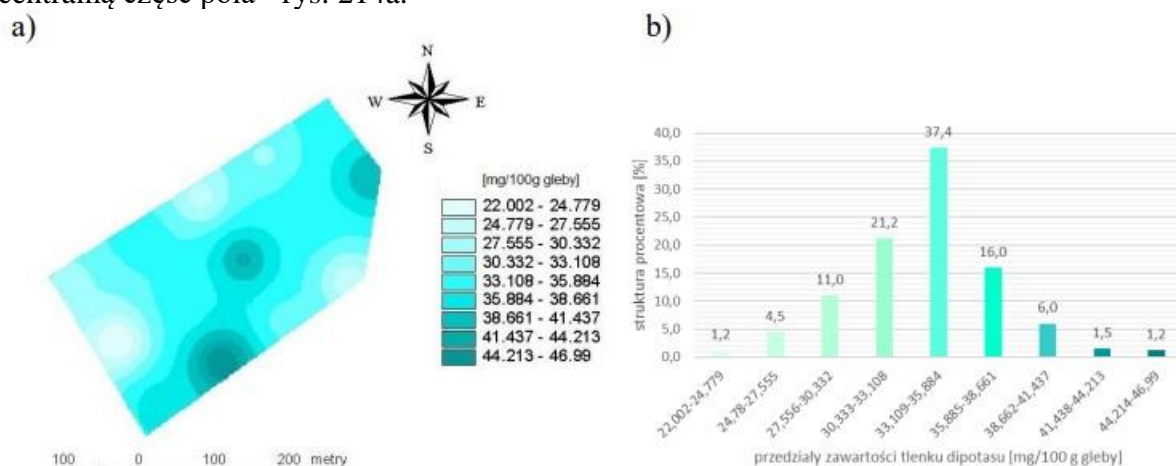 centralną część pola - rys. 214a.
a)
b)
N
W
E
S
[mg/100g gleby]
22.002 - 24.779
24.779 - 27.555
27.555 - 30.332
30.332 - 33.108
33.108 - 35.884
35.884 - 38.661
38.661 - 41.437
41.437 - 44.213
44.213 - 46.99
100 0 100 200 metry
struktura procentowa [%]
40,0
35,0
30,0
25,0
20,0
15,0
10,0
5,0
0,0
1,2
4,5
11,0
21,2
37,4
16,0
6,0
1,5
1,2
22,002-24,779
24,78-27,555
27,556-30,332
30,333-33,108
33,109-35,884
35,885-38,661
38,662-41,437
41,438-44,213
44,214-46,99
przedziały zawartości tlenku dipotasu [mg/100 g gleby]